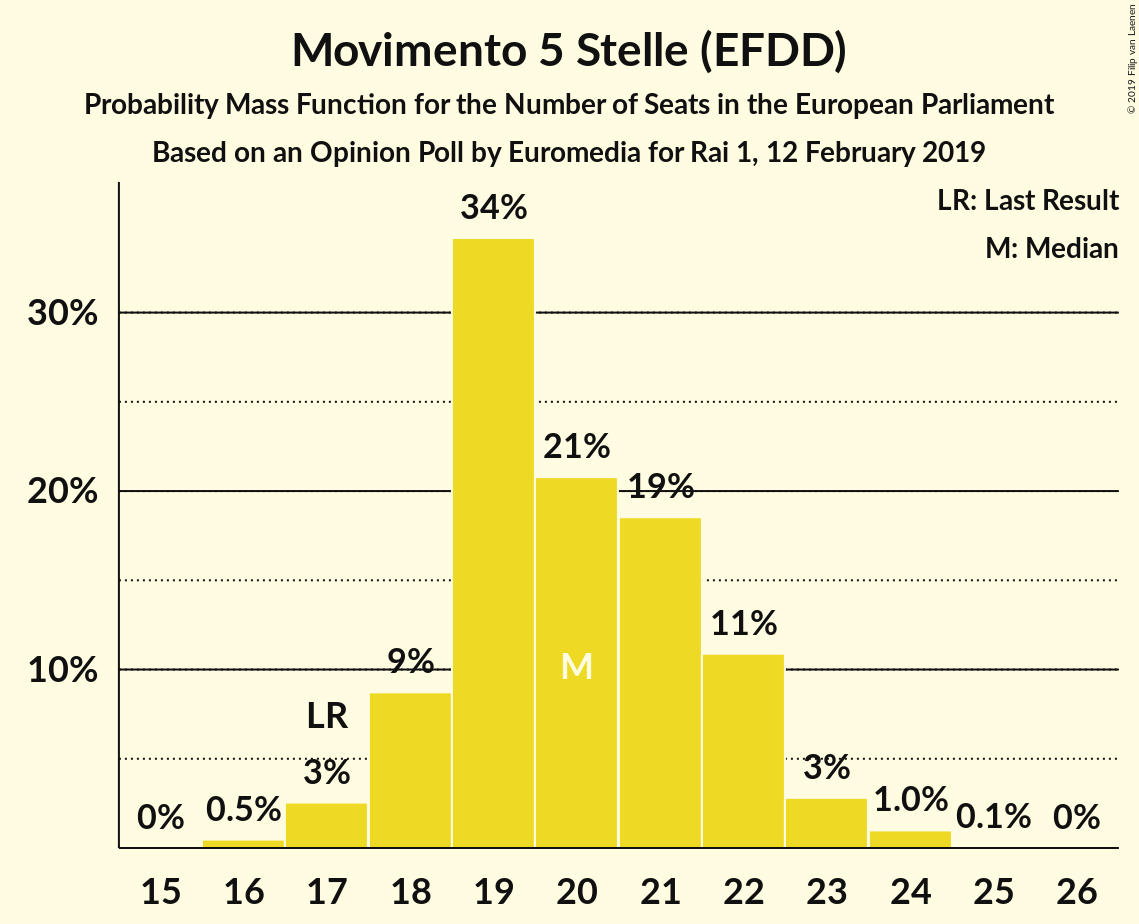 Movimento 5 Stelle (EFDD)
Probability Mass Function for the Number of Seats in the European Parliament
Based on an Opinion Poll by Euromedia for Rai 1, 12 February 2019
© 2019 Filip van Laenen
LR: Last Result
M: Median
34%
30%
21%
20%
19%
11%
10%
9%
M
LR
3%
3%
0%
0.5%
1.0%
0.1%
0%
15 16 17 18 19 20 21 22 23 24 25 26